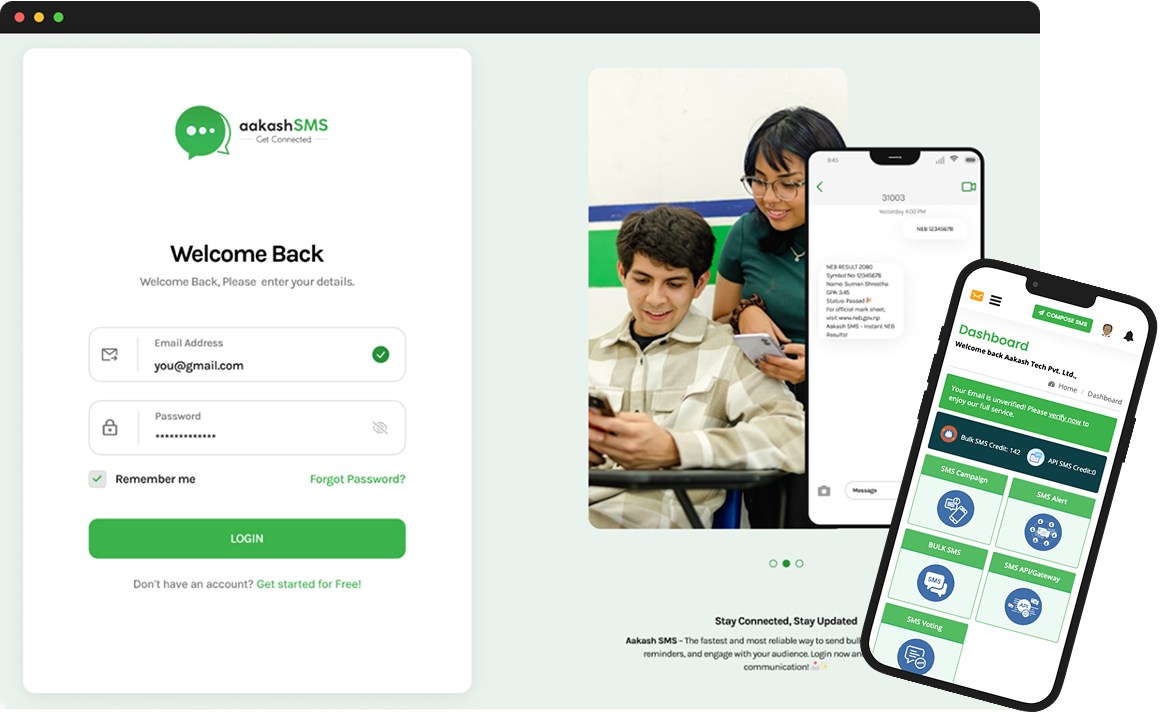 aakashSMS
Get Connected
Welcome Back
Welcome Back, Please enter your details.
Email Address
you@gmail.com
Password
*************
Remember me
Forgot Password?
LOGIN
Don't have an account? Get started for Free!
9:45
31003
Yesterday 4:00 PM
NEB 12345678
NEB RESULT 2080
Symbol No 12345678
Name: Suman Shrestha
GPA: 3.45
Status: Passed🎉
For official mark sheet,
visit www.neb.gov.np
Aakash SMS - Instant NEB
Results!
Message
Stay Connected, Stay Updated
Aakash SMS - The fastest and most reliable way to send bulk
reminders, and engage with your audience. Login now an
communication!
COMPOSE SMS
Dashboard
Welcome back Aakash Tech Pvt. Ltd.,
Home / Dashboard
Your Email is unverified! Please verify now to
enjoy our full service.
Bulk SMS Credit: 142
API SMS Credit:0
SMS Campaign
SMS Alert
BULK SMS
SMS
SMS API/Gateway
API
SMS Voting